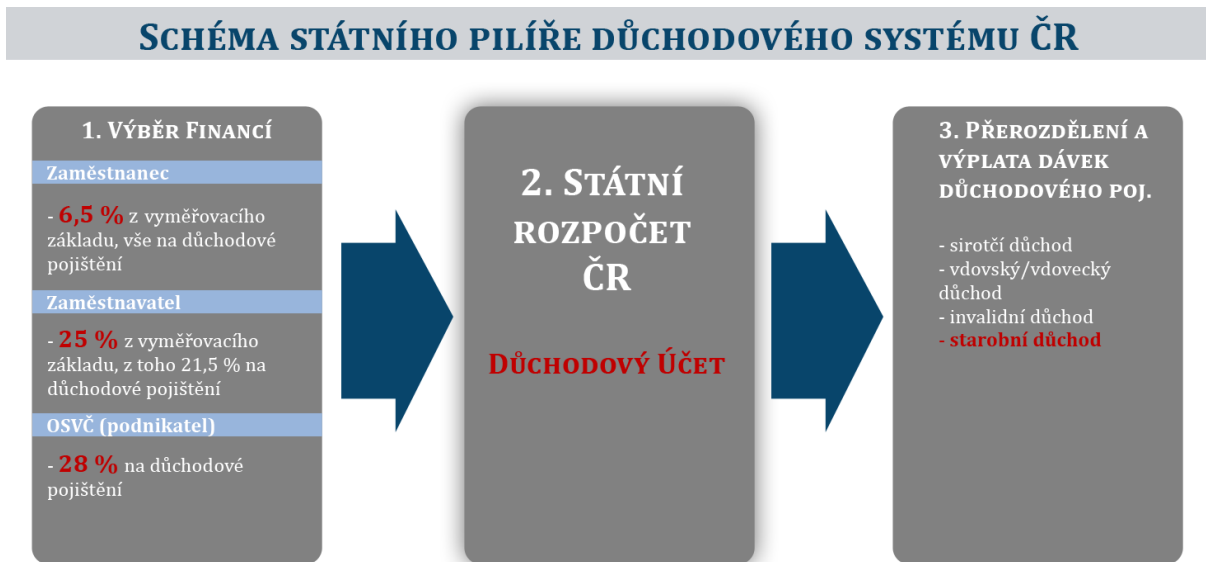 Schéma státního pilíře důchodového systému ČR
1. Výběr Financí
Zaměstnanec
- 6,5 % z vyměřovacího
základu, vše na důchodové
pojištění
Zaměstnavatel
- 25 % z vyměřovacího
základu, z toho 21,5 % na
důchodové pojištění
OSVČ (podnikatel)
- 28 % na důchodové
pojištění
2. Státní
rozpočet
ČR
Důchodový Účet
3. Přerozdělení a
výplata dávek
důchodového poj.
- sirotčí důchod
- vdovský/vdovecký
důchod
- invalidní důchod
- starobní důchod